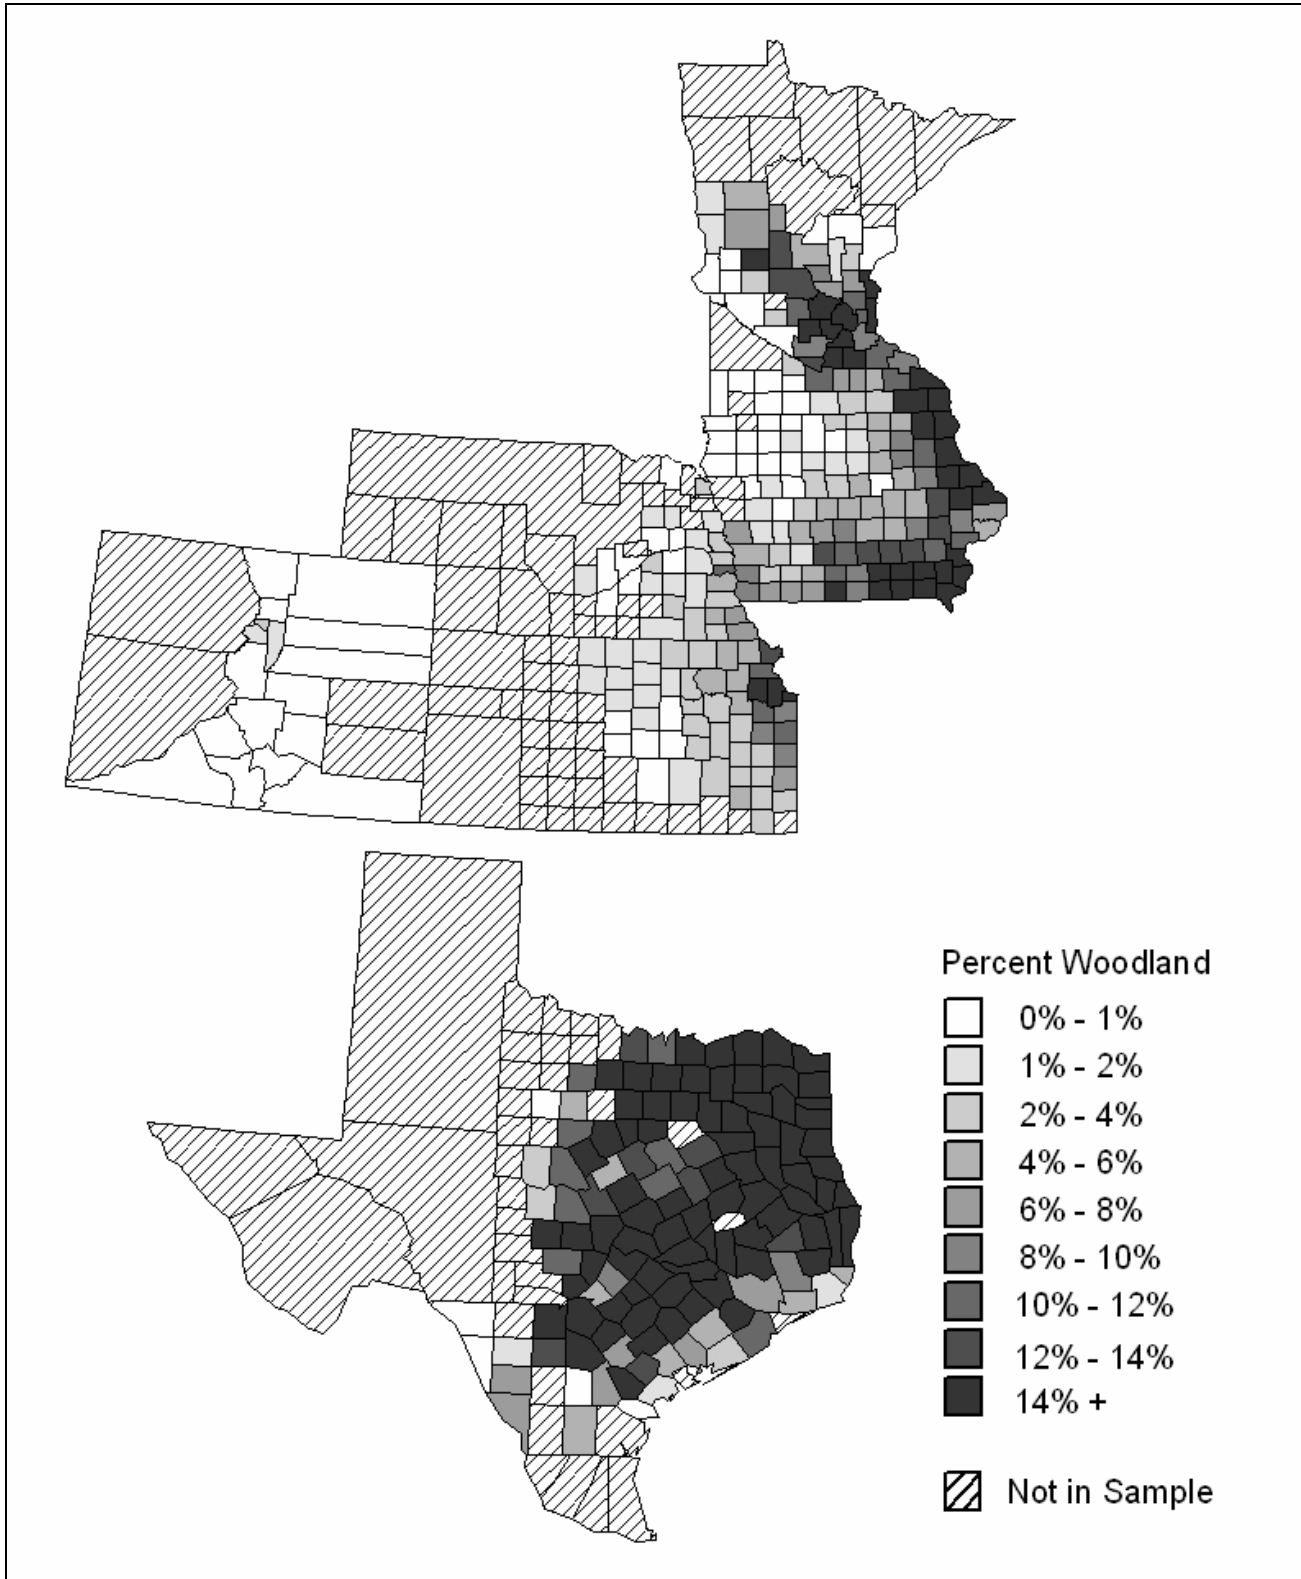 Percent Woodland
0% - 1%
1% - 2%
2% - 4%
4% - 6%
6% - 8%
8% - 10%
10% - 12%
12% - 14%
14% +
Not in Sample